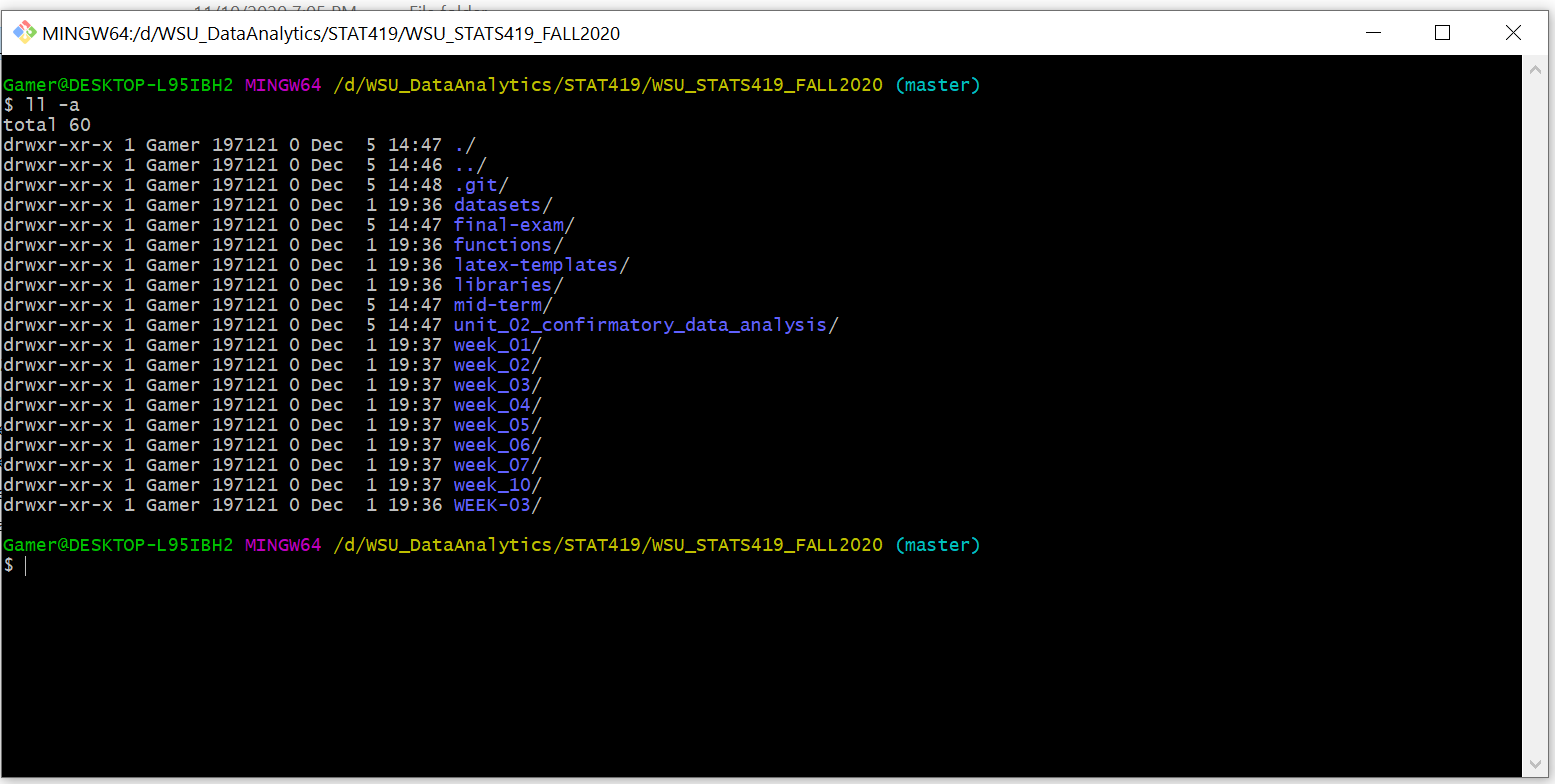 11/10/2020 7:05 PM File folder
MINGW64:/d/WSU_DataAnalytics/STAT419/WSU_STATS419_FALL2020
Gamer@DESKTOP-L95IBH2 MINGW64 /d/WSU_DataAnalytics/STAT419/WSU_STATS419_FALL2020 (master)
$ ll -a
total 60
drwxr-xr-x 1 Gamer 197121 0 Dec  5 14:47 ./
drwxr-xr-x 1 Gamer 197121 0 Dec  5 14:46 ../
drwxr-xr-x 1 Gamer 197121 0 Dec  5 14:48 .git/
drwxr-xr-x 1 Gamer 197121 0 Dec  1 19:36 datasets/
drwxr-xr-x 1 Gamer 197121 0 Dec  5 14:47 final-exam/
drwxr-xr-x 1 Gamer 197121 0 Dec  1 19:36 functions/
drwxr-xr-x 1 Gamer 197121 0 Dec  1 19:36 latex-templates/
drwxr-xr-x 1 Gamer 197121 0 Dec  1 19:36 libraries/
drwxr-xr-x 1 Gamer 197121 0 Dec  5 14:47 mid-term/
drwxr-xr-x 1 Gamer 197121 0 Dec  5 14:47 unit_02_confirmatory_data_analysis/
drwxr-xr-x 1 Gamer 197121 0 Dec  1 19:37 week_01/
drwxr-xr-x 1 Gamer 197121 0 Dec  1 19:37 week_02/
drwxr-xr-x 1 Gamer 197121 0 Dec  1 19:37 week_03/
drwxr-xr-x 1 Gamer 197121 0 Dec  1 19:37 week_04/
drwxr-xr-x 1 Gamer 197121 0 Dec  1 19:37 week_05/
drwxr-xr-x 1 Gamer 197121 0 Dec  1 19:37 week_06/
drwxr-xr-x 1 Gamer 197121 0 Dec  1 19:37 week_07/
drwxr-xr-x 1 Gamer 197121 0 Dec  1 19:37 week_10/
drwxr-xr-x 1 Gamer 197121 0 Dec  1 19:36 WEEK-03/
Gamer@DESKTOP-L95IBH2 MINGW64 /d/WSU_DataAnalytics/STAT419/WSU_STATS419_FALL2020 (master)
$